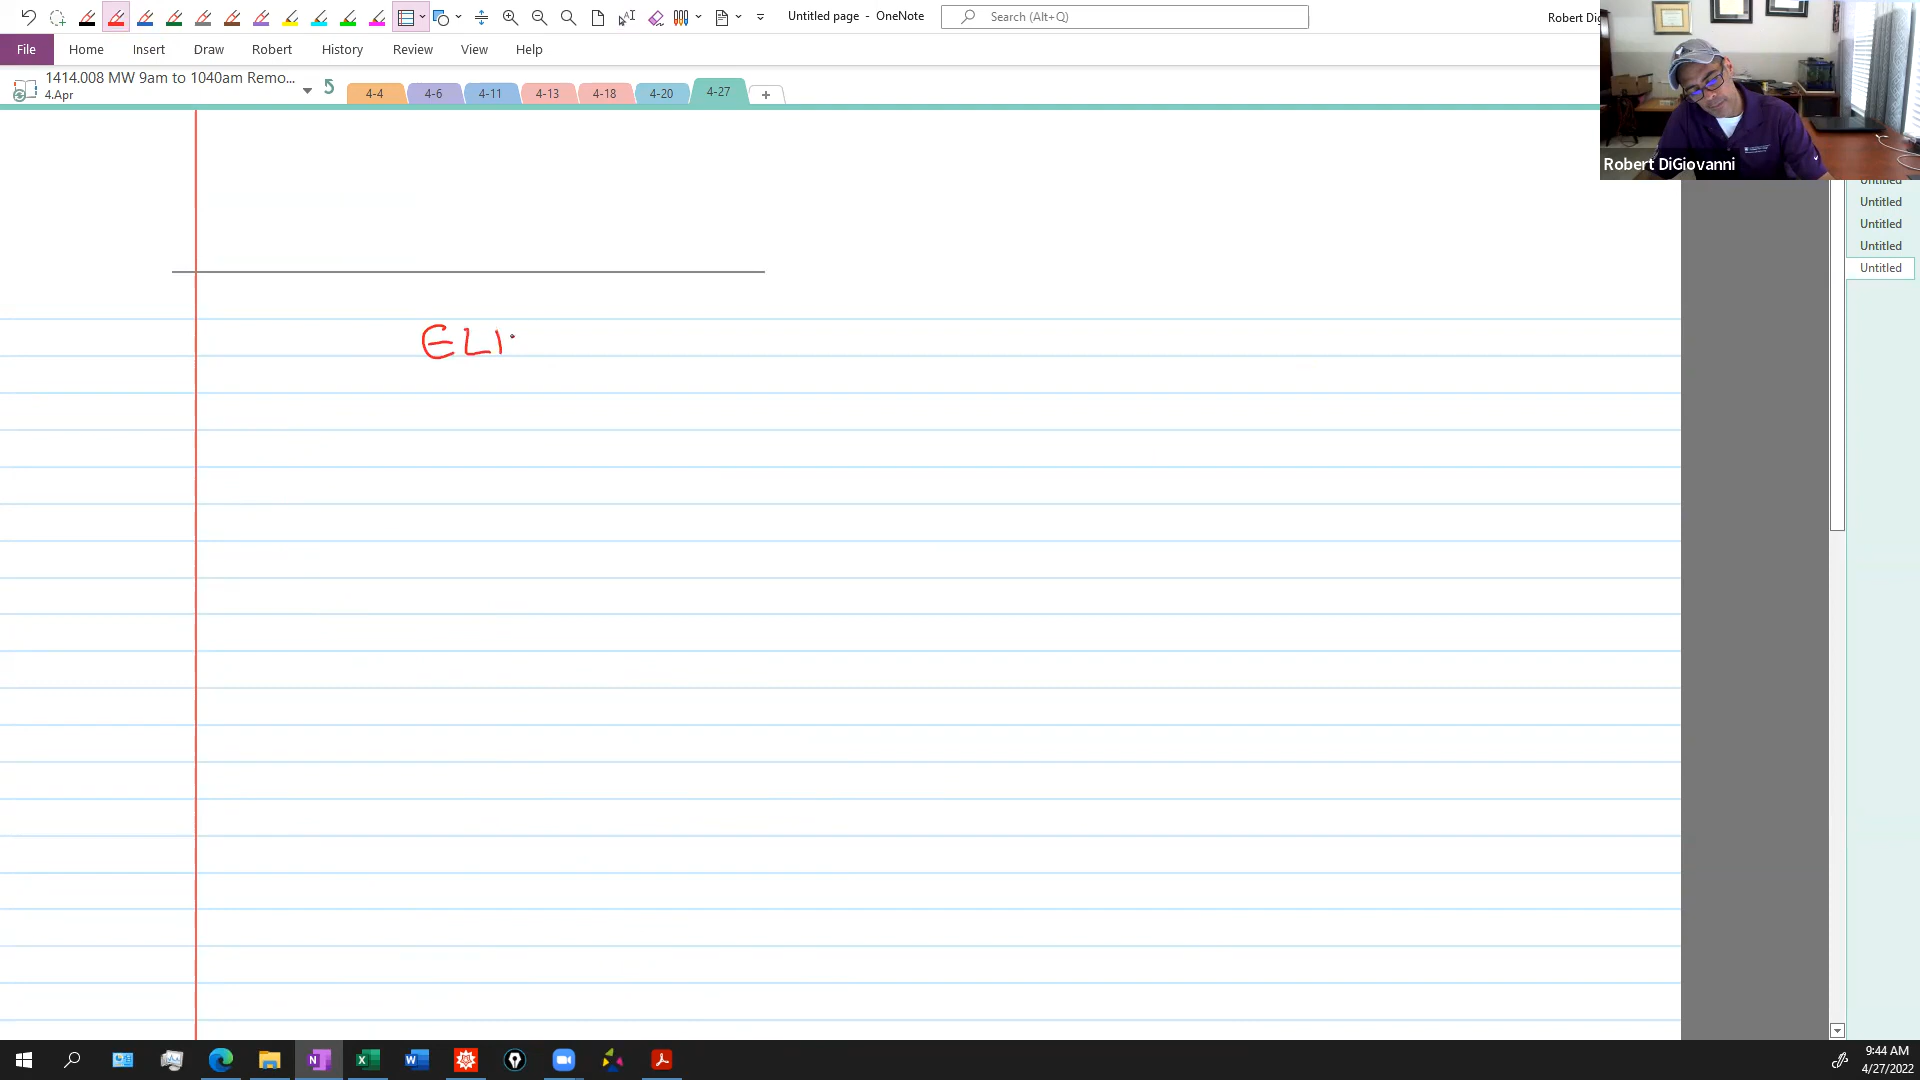 Untitled page - OneNote
Search (Alt+Q)
Robert Dig
File Home Insert Draw Robert History Review View Help
Robert DiGiovanni
1414.008 MW 9am to 1040am Remo...
4.Apr
4-4 4-6 4-11 4-13 4-18 4-20 4-27
Untitled
Untitled
Untitled
Untitled
Untitled
ELI
9:44 AM
4/27/2022